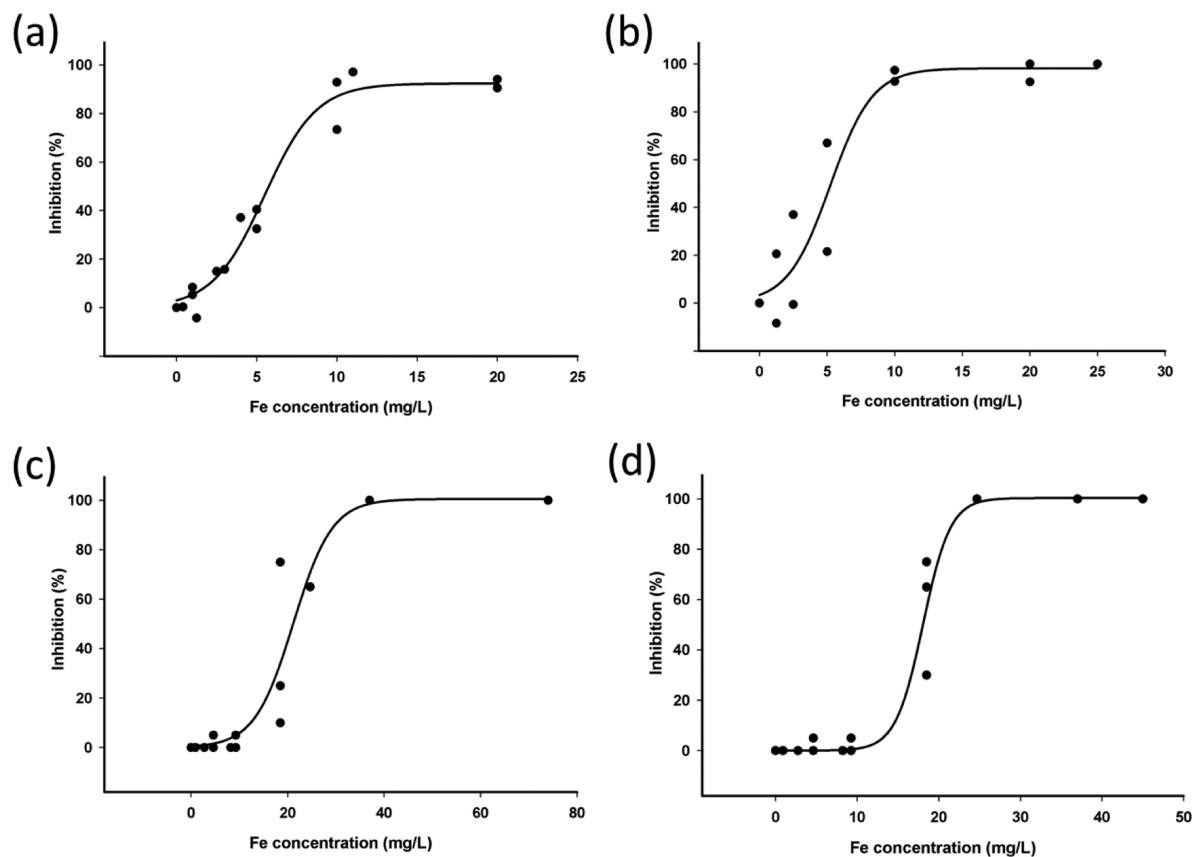 (a)
100
80
60
40
20
0
Inhibition (%)
0 5 10 15 20 25
Fe concentration (mg/L)
(b)
100
80
60
40
20
0
Inhibition (%)
0 5 10 15 20 25 30
Fe concentration (mg/L)
(c)
100
80
60
40
20
0
Inhibition (%)
0 20 40 60 80
Fe concentration (mg/L)
(d)
100
80
60
40
20
0
Inhibition (%)
0 10 20 30 40 50
Fe concentration (mg/L)